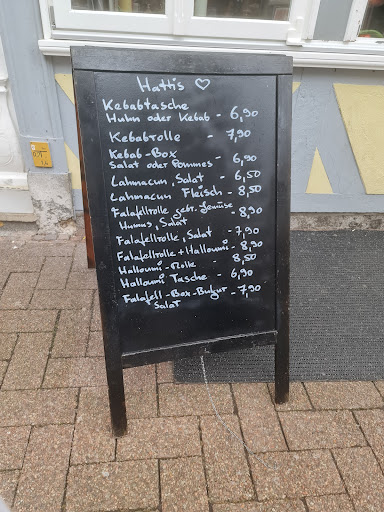 Hattis ♡
Kebabtasche
Huhn oder Kebab - 6,90
Kebabrolle - 7,90
Kebab-Box
Salat oder Pommes - 6,90
Lahmacun, Salat - 6,50
Lahmacun Fleisch - 8,50
Falafelrolle gebr. Gemüse
Humus, Salat - 8,90
Falafelrolle, Salat - 7,90
Falafelrolle + Halloumi - 8,90
Halloumi-Rolle - 8,50
Halloumi Tasche - 6,90
Falafell-Box-Bulgur - 7,90
Salat